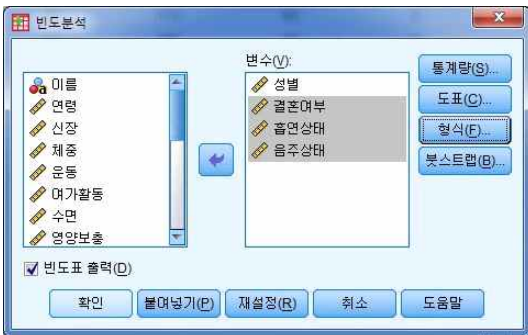 빈도분석
이름
연령
신장
체중
운동
여가활동
수면
영양보충
변수(V):
성별
결혼여부
흡연상태
음주상태
통계량(S)...
도표(C)...
형식(F)...
붓스트랩(B)...
빈도표 출력(D)
확인
붙여넣기(P)
재설정(R)
취소
도움말